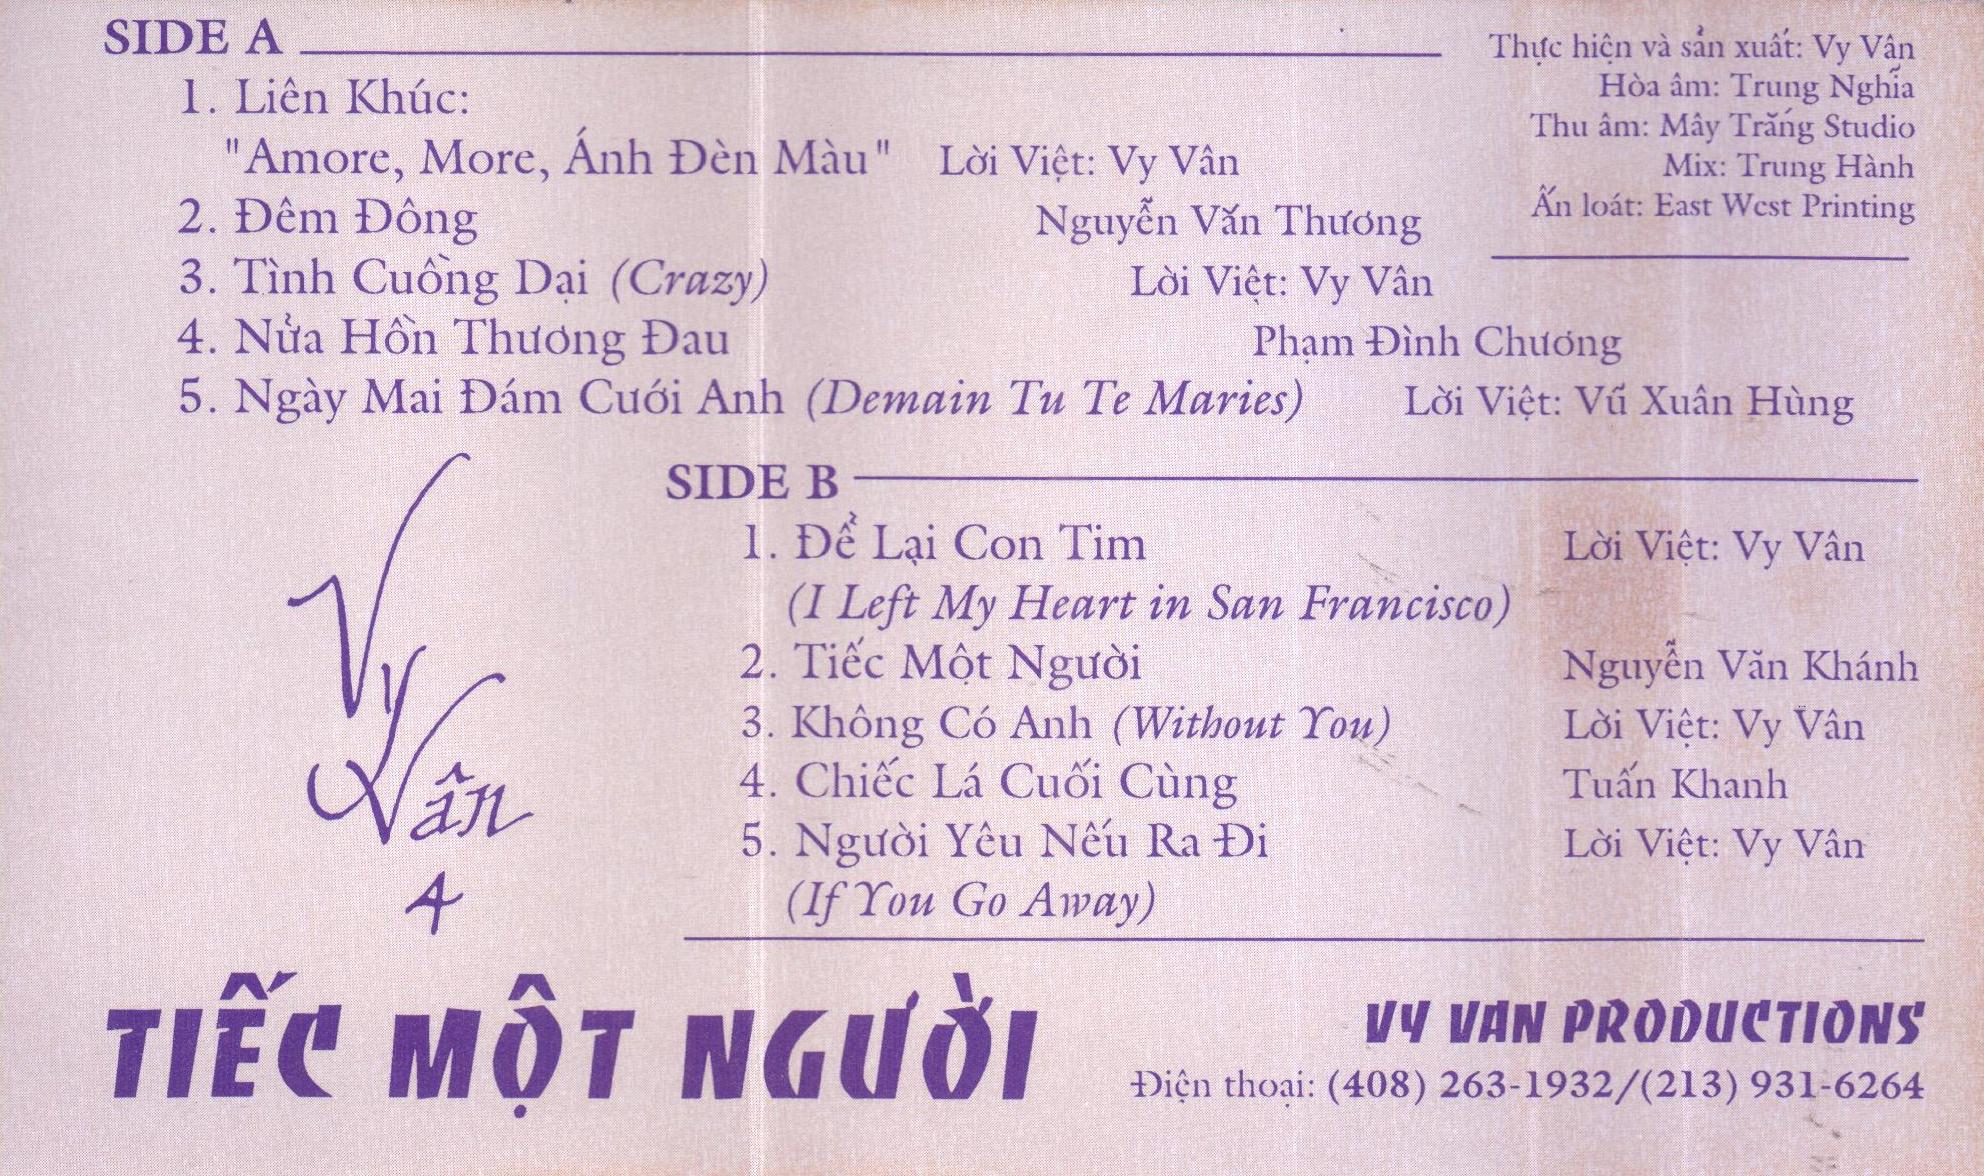 SIDE A
1. Liên Khúc:
"Amore, More, Ánh Đèn Màu" Lời Việt: Vy Vân
2. Đêm Đông Nguyễn Văn Thương
3. Tình Cuồng Dại (Crazy) Lời Việt: Vy Vân
4. Nửa Hồn Thương Đau Phạm Đình Chương
5. Ngày Mai Đám Cưới Anh (Demain Tu Te Maries) Lời Việt: Vũ Xuân Hùng
Thực hiện và sản xuất: Vy Vân
Hòa âm: Trung Nghĩa
Thu âm: Mây Trắng Studio
Mix: Trung Hành
Ấn loát: East West Printing
SIDE B
1. Để Lại Con Tim Lời Việt: Vy Vân
(I Left My Heart in San Francisco)
2. Tiếc Một Người Nguyễn Văn Khánh
3. Không Có Anh (Without You) Lời Việt: Vy Vân
4. Chiếc Lá Cuối Cùng Tuấn Khanh
5. Người Yêu Nếu Ra Đi Lời Việt: Vy Vân
(If You Go Away)
Vy
Vân
4
TIẾC MỘT NGƯỜI
VY VAN PRODUCTIONS
Điện thoại: (408) 263-1932/(213) 931-6264